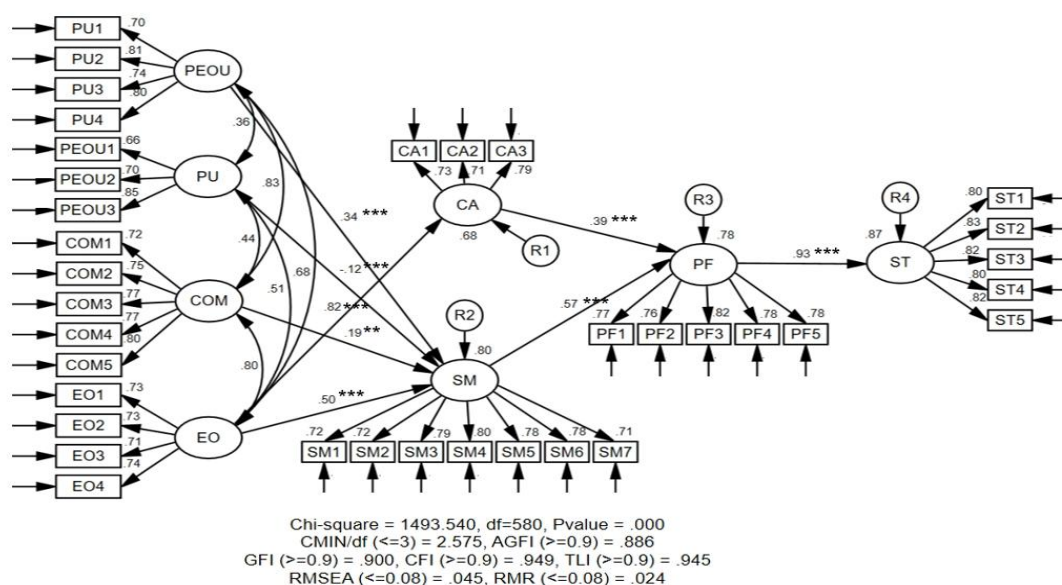 PU1
.70
PU2
.81
PU3
.74
PU4
.80
PEOU
PEOU1
.66
PEOU2
.70
PEOU3
.85
PU
COM1
.72
COM2
.75
COM3
.77
COM4
.77
COM5
.80
COM
EO1
.73
EO2
.73
EO3
.71
EO4
.74
EO
.36
.83
.44
.68
.51
.80
.34 ***
-.12 ***
.82 ***
.19 **
.50 ***
CA1
CA2
CA3
.73
.71
.79
CA
.68
R1
R2
.80
SM
.72
.72
.79
.80
.78
.78
.71
SM1
SM2
SM3
SM4
SM5
SM6
SM7
.39 ***
.57 ***
R3
.78
PF
.77
.76
.82
.78
.78
PF1
PF2
PF3
PF4
PF5
.93 ***
R4
.87
ST
.80
ST1
.83
ST2
.82
ST3
.80
ST4
.82
ST5
Chi-square = 1493.540, df=580, Pvalue = .000
CMIN/df (<=3) = 2.575, AGFI (>=0.9) = .886
GFI (>=0.9) = .900, CFI (>=0.9) = .949, TLI (>=0.9) = .945
RMSEA (<=0.08) = .045, RMR (<=0.08) = .024